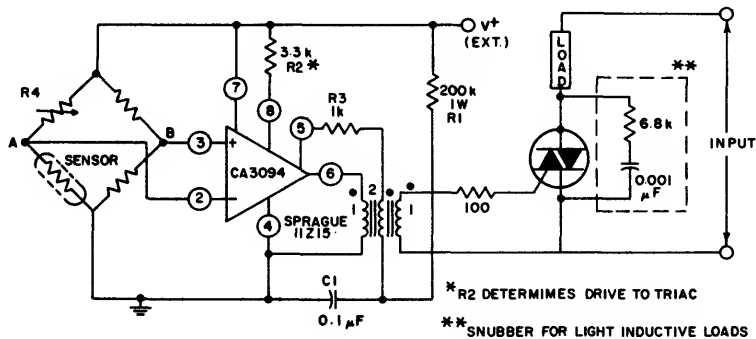 V+
(EXT.)
3.3k
R2 *
R4
7
8
200k
1W
R1
LOAD
**
6.8k
0.001
μF
INPUT
A
B
SENSOR
3
+
CA3094
2
−
5
R3
1k
6
4
SPRAGUE
11Z15
1
2
1
100
C1
0.1μF
*R2 DETERMIMES DRIVE TO TRIAC
**SNUBBER FOR LIGHT INDUCTIVE LOADS